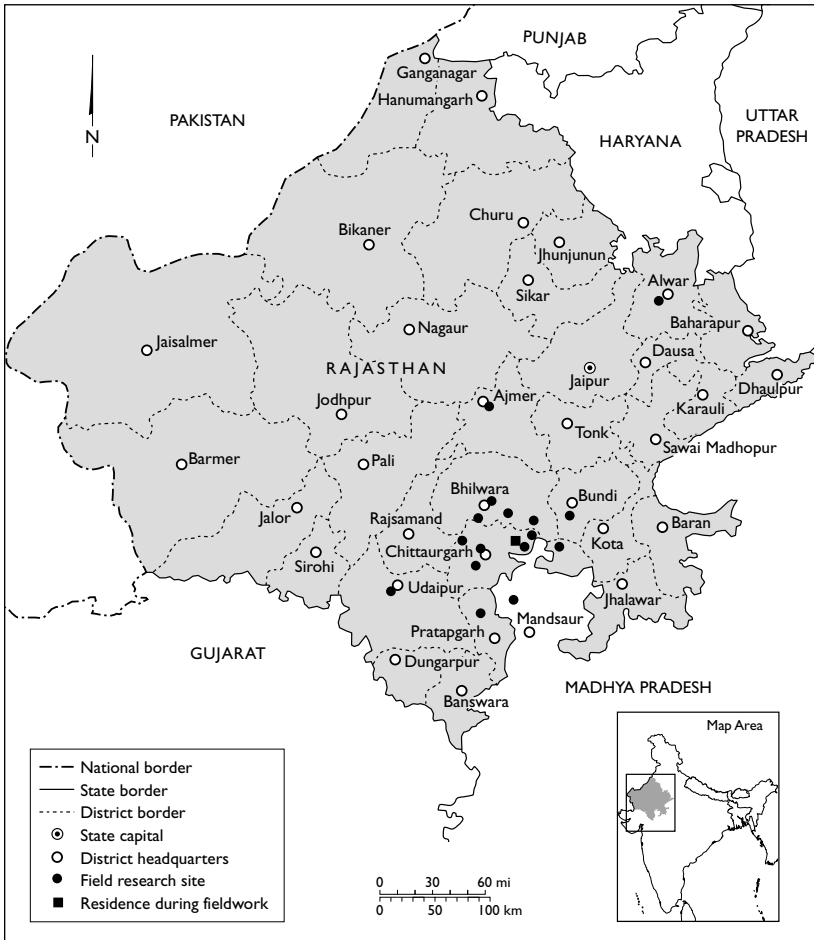 PUNJAB
Ganganagar
Hanumangarh
PAKISTAN
UTTAR
PRADESH
N
HARYANA
Churu
Bikaner
Jhunjunun
Alwar
Sikar
Baharapur
Nagaur
Jaisalmer
Dausa
RAJASTHAN
Jaipur
Dhaulpur
Ajmer
Karauli
Jodhpur
Tonk
Sawai Madhopur
Barmer
Pali
Bhilwara
Bundi
Jalor
Rajsamand
Baran
Kota
Chittaurgarh
Sirohi
Udaipur
Jhalawar
Mandsaur
Pratapgarh
GUJARAT
Dungarpur
MADHYA PRADESH
Banswara
Map Area
National border
State border
District border
State capital
District headquarters
Field research site
Residence during fieldwork
0 30 60 mi
0 50 100 km